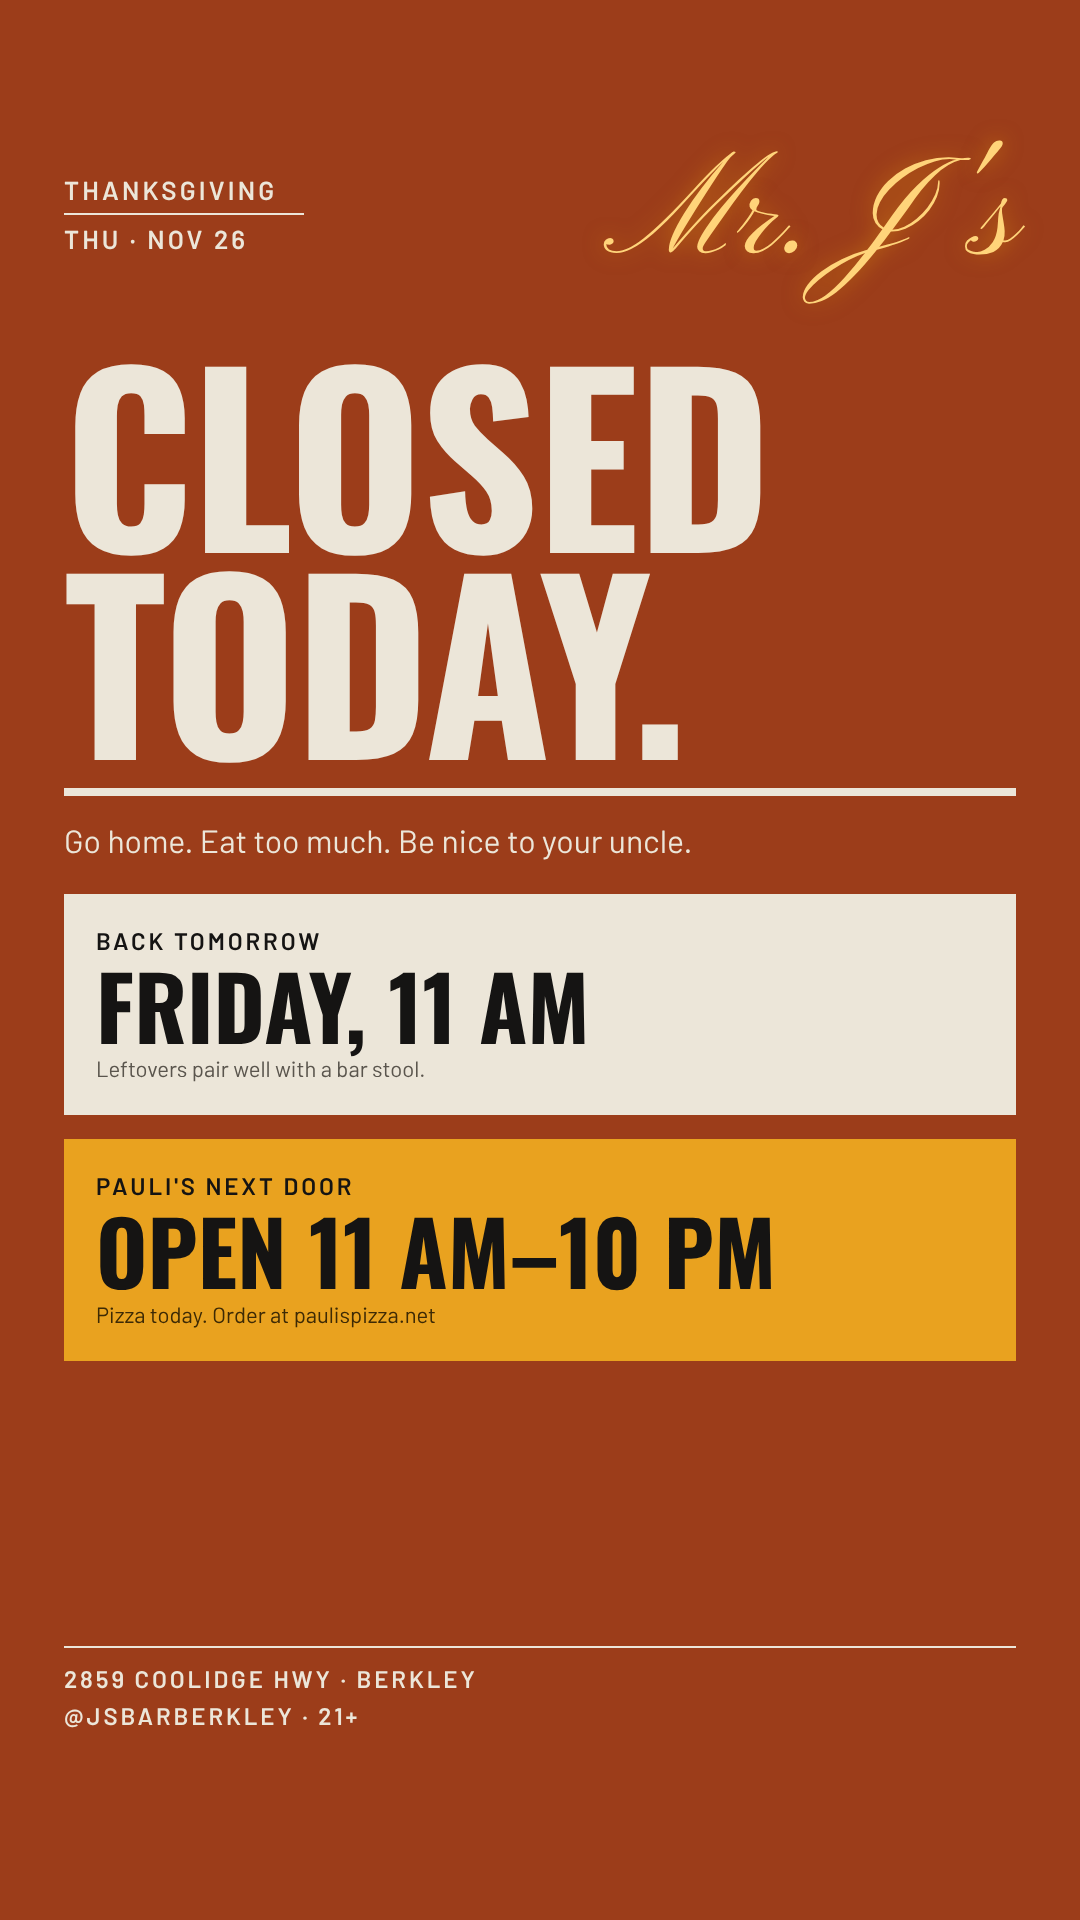 THANKSGIVING
THU · NOV 26
Mr. J's
CLOSED
TODAY.
Go home. Eat too much. Be nice to your uncle.
BACK TOMORROW
FRIDAY, 11 AM
Leftovers pair well with a bar stool.
PAULI'S NEXT DOOR
OPEN 11 AM–10 PM
Pizza today. Order at paulispizza.net
2859 COOLIDGE HWY · BERKLEY
@JSBARBERKLEY · 21+